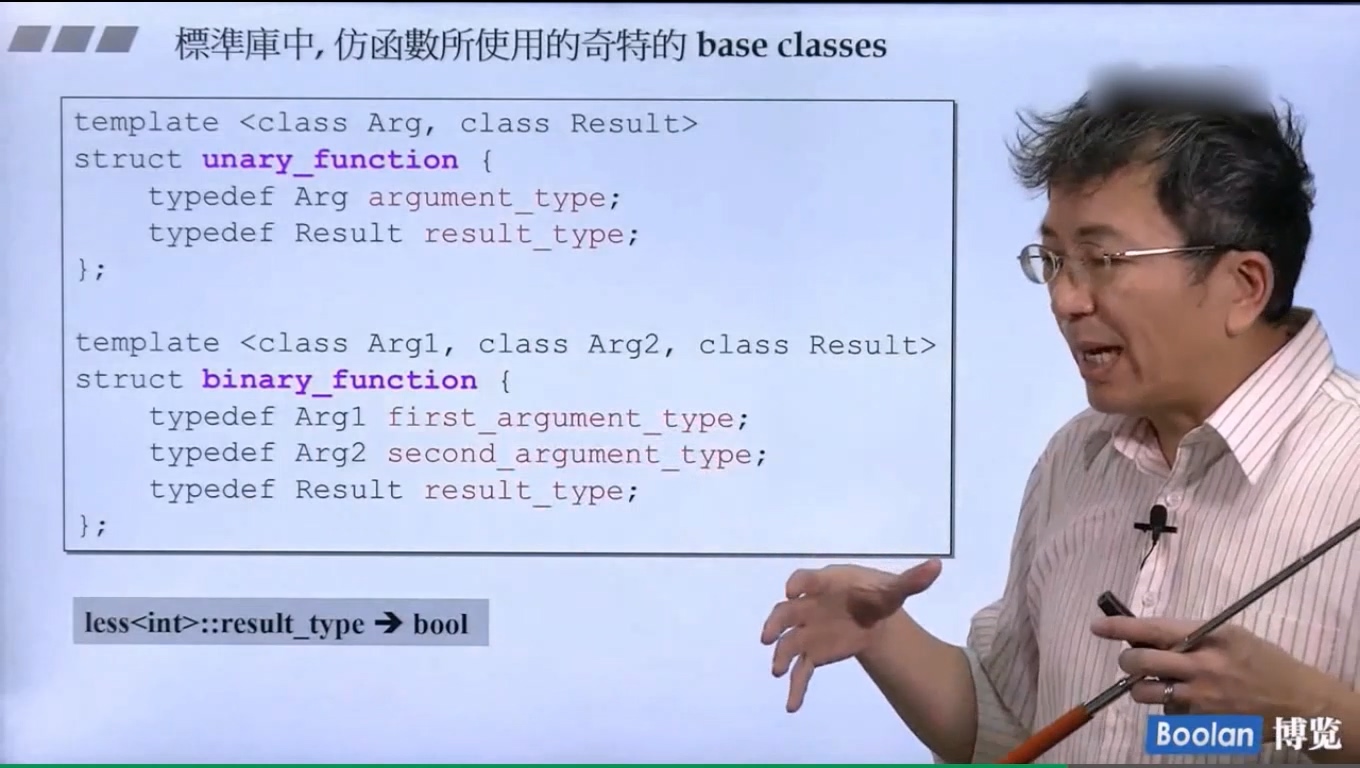 標準庫中, 仿函數所使用的奇特的 base classes
template <class Arg, class Result>
struct unary_function {
    typedef Arg argument_type;
    typedef Result result_type;
};
template <class Arg1, class Arg2, class Result>
struct binary_function {
    typedef Arg1 first_argument_type;
    typedef Arg2 second_argument_type;
    typedef Result result_type;
};
less<int>::result_type ➔ bool
Boolan 博览